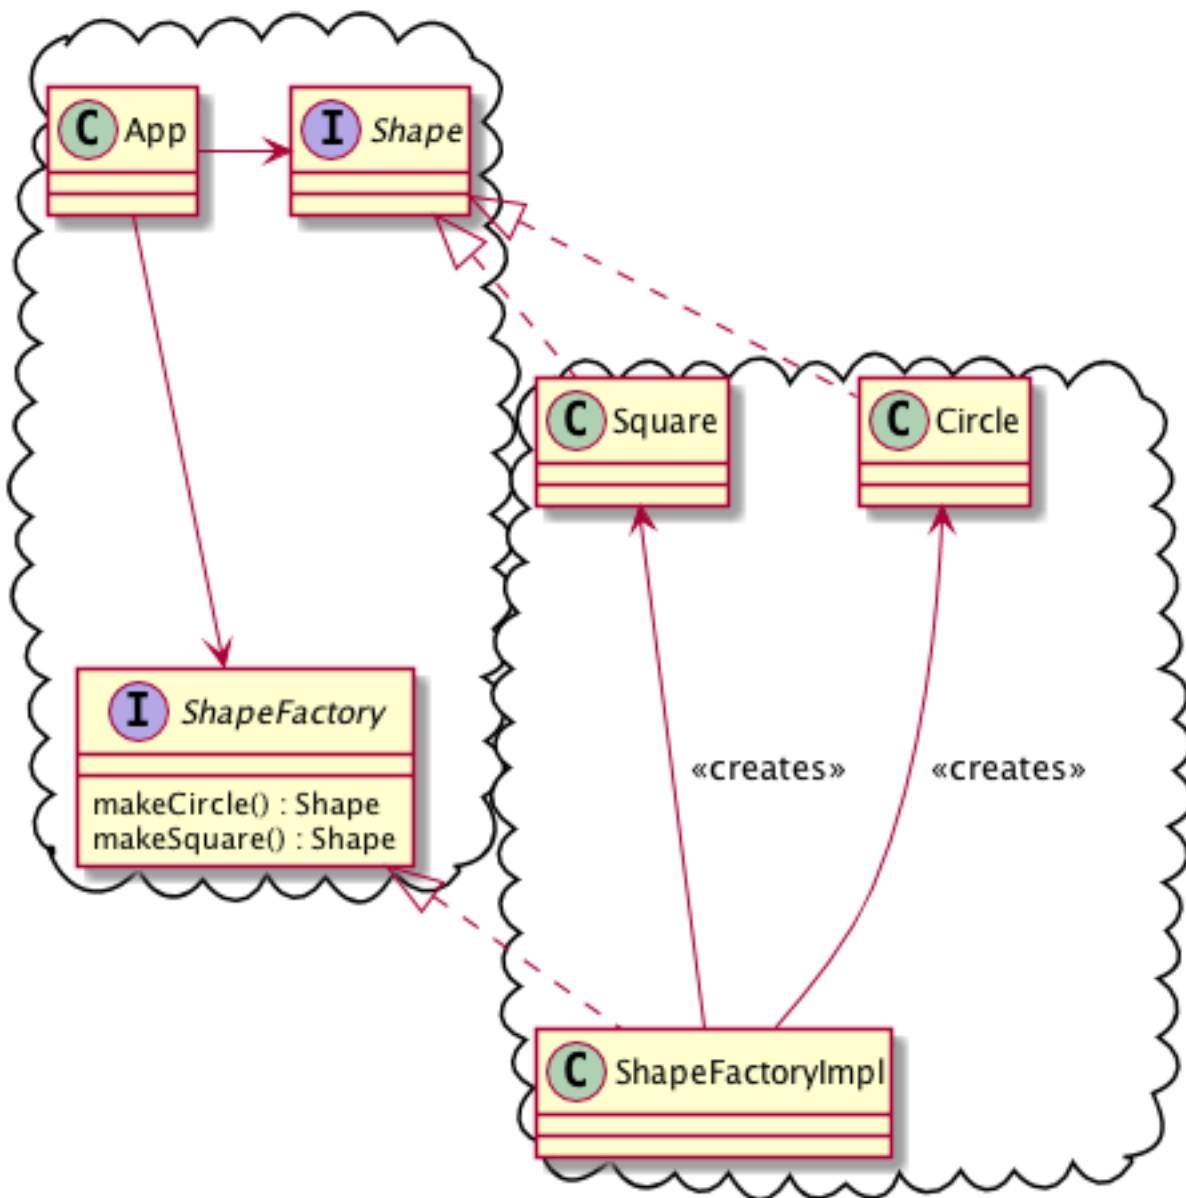 C App
I Shape
C Square
C Circle
I ShapeFactory
makeCircle() : Shape
makeSquare() : Shape
«creates»
«creates»
C ShapeFactoryImpl